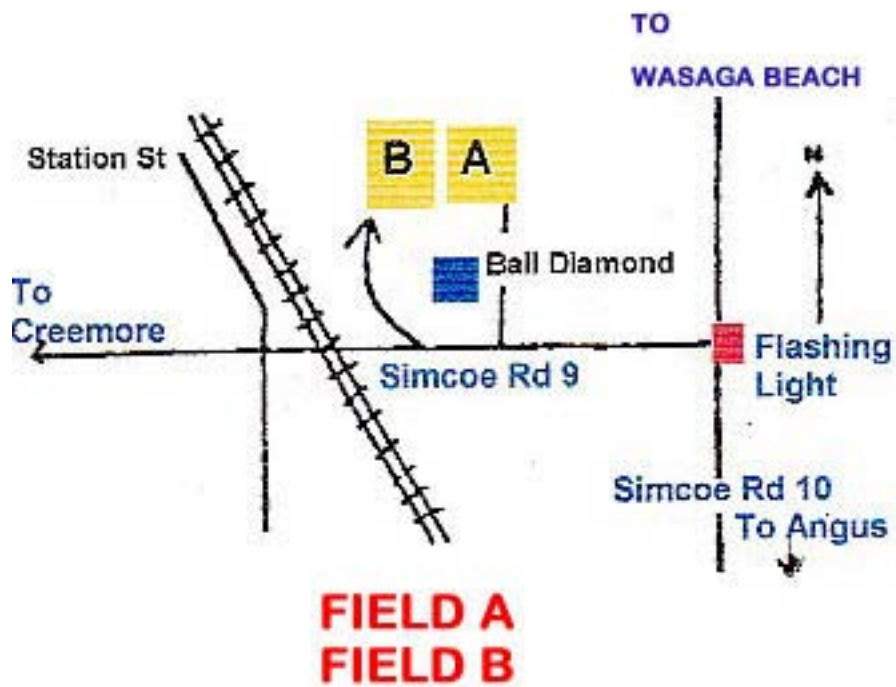 TO
WASAGA BEACH
N
Station St
B
A
Ball Diamond
To
Creemore
Simcoe Rd 9
Flashing
Light
Simcoe Rd 10
To Angus
FIELD A
FIELD B